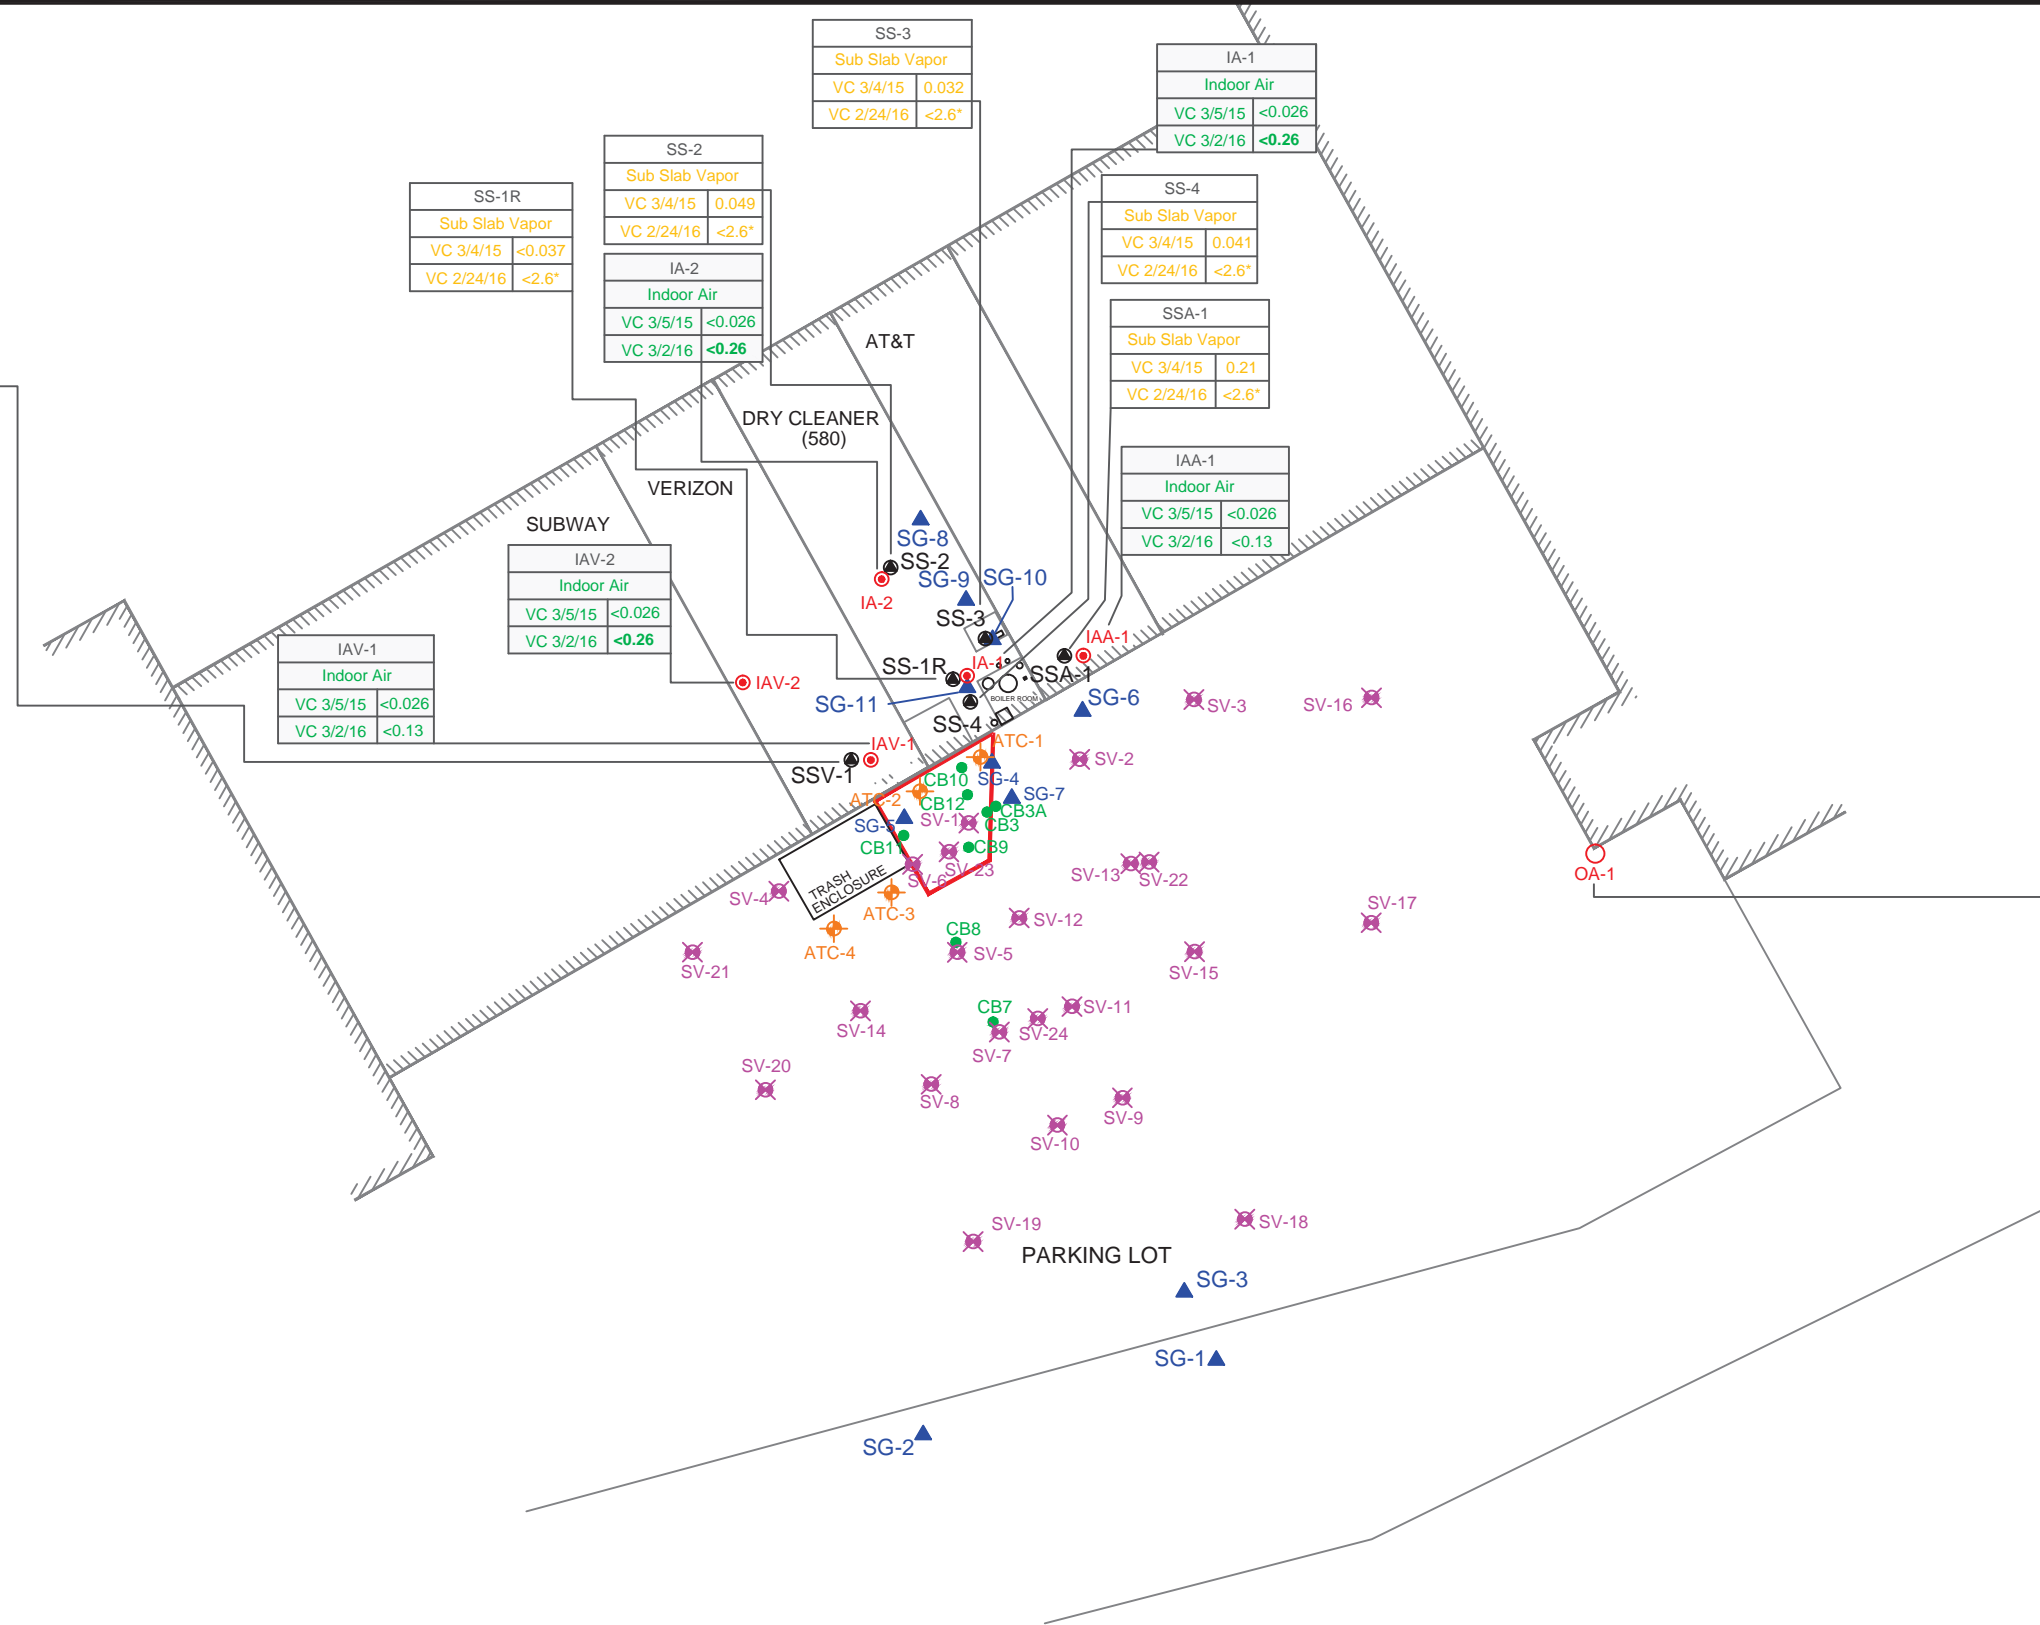 SS-3
Sub Slab Vapor
VC 3/4/15 0.032
VC 2/24/16 <2.6*
IA-1
Indoor Air
VC 3/5/15 <0.026
VC 3/2/16 <0.26
SS-2
Sub Slab Vapor
VC 3/4/15 0.049
VC 2/24/16 <2.6*
SS-1R
Sub Slab Vapor
VC 3/4/15 <0.037
VC 2/24/16 <2.6*
SS-4
Sub Slab Vapor
VC 3/4/15 0.041
VC 2/24/16 <2.6*
IA-2
Indoor Air
VC 3/5/15 <0.026
VC 3/2/16 <0.26
SSA-1
Sub Slab Vapor
VC 3/4/15 0.21
VC 2/24/16 <2.6*
AT&T
DRY CLEANER
(580)
VERIZON
SUBWAY
IAA-1
Indoor Air
VC 3/5/15 <0.026
VC 3/2/16 <0.13
IAV-2
Indoor Air
VC 3/5/15 <0.026
VC 3/2/16 <0.26
IAV-1
Indoor Air
VC 3/5/15 <0.026
VC 3/2/16 <0.13
SG-8
SS-2
SG-9
SG-10
IA-2
SS-3
IAA-1
SS-1R
IA-1
SSA-1
IAV-2
BOILER ROOM
SG-11
SG-6
SV-3
SV-16
SS-4
IAV-1
ATC-1
SV-2
SSV-1
CB10
SG-4
ATC-2
CB12
SG-7
CB3A
SG-5
SV-1
CB3
CB11
CB9
SV-23
SV-6
SV-13
SV-22
OA-1
TRASH
ENCLOSURE
SV-4
ATC-3
SV-12
SV-17
CB8
ATC-4
SV-5
SV-21
SV-15
CB7
SV-11
SV-14
SV-24
SV-7
SV-20
SV-8
SV-9
SV-10
SV-19
SV-18
PARKING LOT
SG-3
SG-1
SG-2